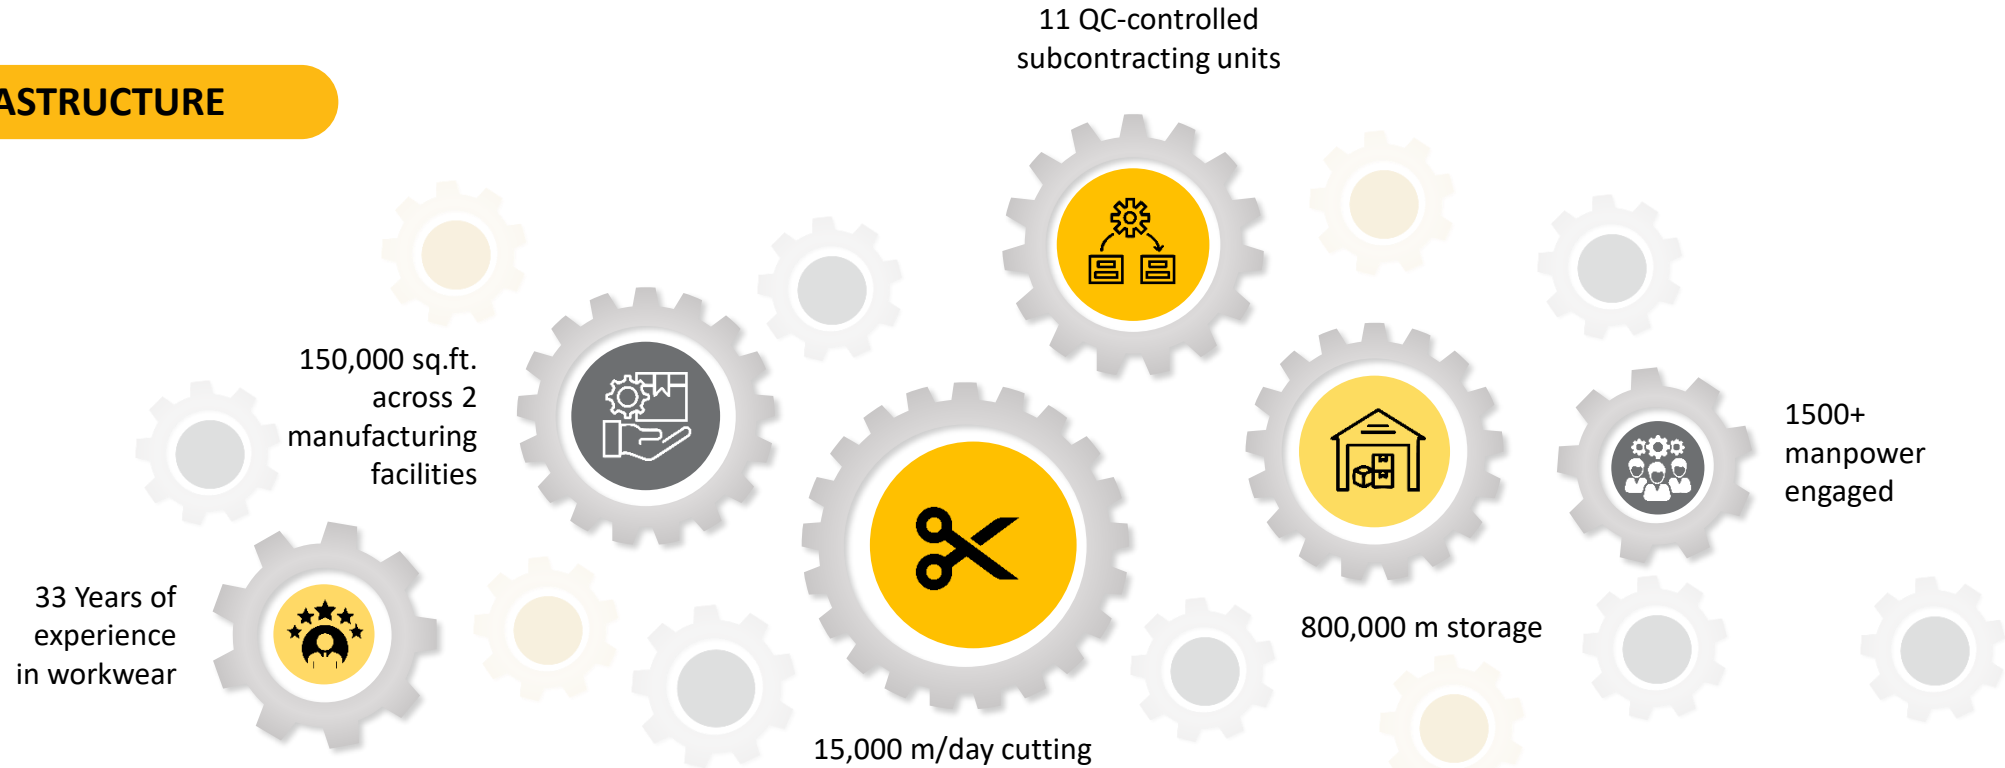 ASTRUCTURE
11 QC-controlled
subcontracting units
150,000 sq.ft.
across 2
manufacturing
facilities
1500+
manpower
engaged
33 Years of
experience
in workwear
800,000 m storage
15,000 m/day cutting